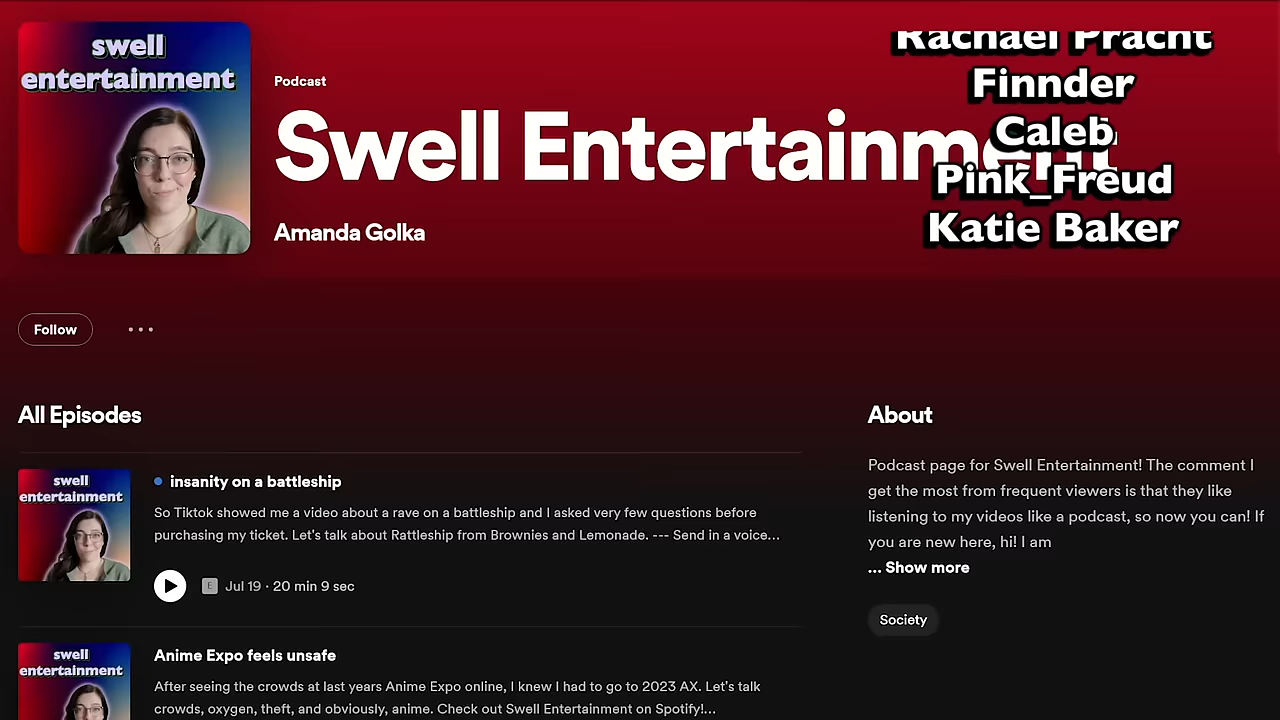 swell
entertainment
Podcast
Swell Entertainment
Amanda Golka
Rachael Pracht
Finnder
Caleb
Pink_Freud
Katie Baker
Follow
All Episodes
swell
entertainment
insanity on a battleship
So Tiktok showed me a video about a rave on a battleship and I asked very few questions before
purchasing my ticket. Let's talk about Rattleship from Brownies and Lemonade. --- Send in a voice...
E Jul 19 · 20 min 9 sec
swell
entertainment
Anime Expo feels unsafe
After seeing the crowds at last years Anime Expo online, I knew I had to go to 2023 AX. Let's talk
crowds, oxygen, theft, and obviously, anime. Check out Swell Entertainment on Spotify!...
About
Podcast page for Swell Entertainment! The comment I
get the most from frequent viewers is that they like
listening to my videos like a podcast, so now you can! If
you are new here, hi! I am
... Show more
Society